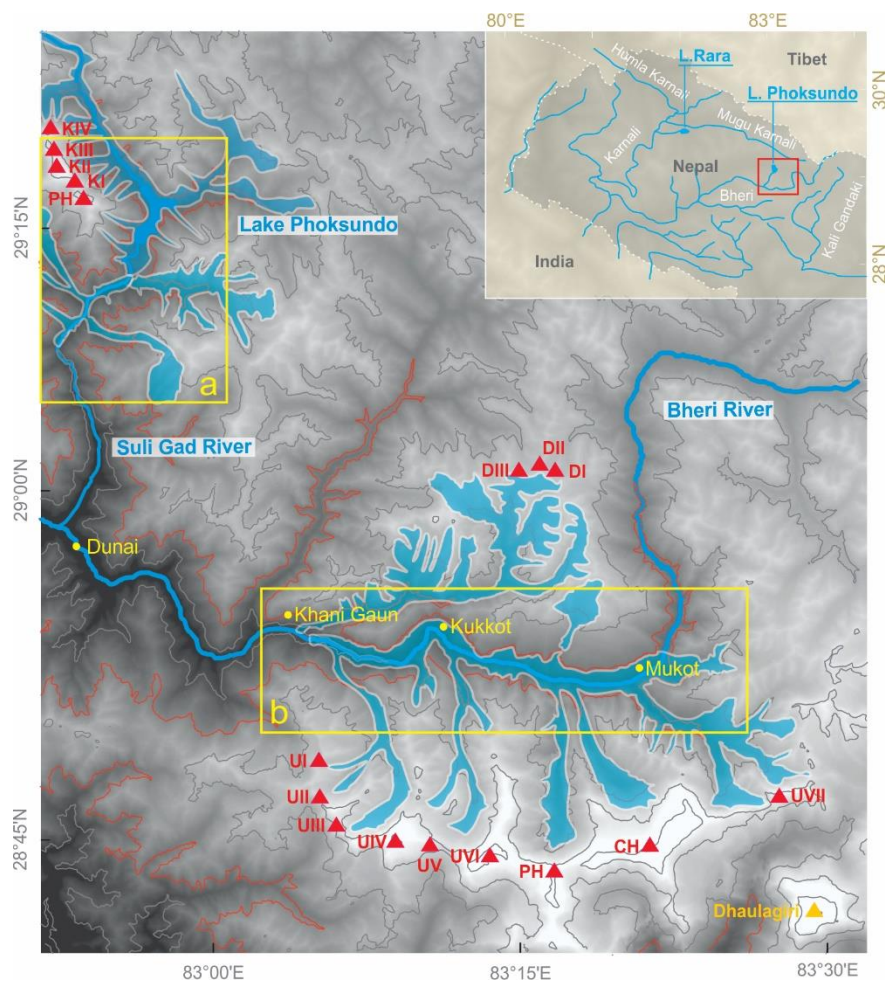 80°E
83°E
Tibet
L.Rara
L. Phoksundo
Humla Karnali
Mugu Karnali
Karnali
Nepal
Bheri
Kali Gandaki
India
30°N
28°N
KIV
KIII
KII
KI
PH
29°15'N
Lake Phoksundo
a
Suli Gad River
Bheri River
DII
DIII
DI
29°00'N
Dunai
Khani Gaun
Kukkot
Mukot
b
UI
UII
UVII
UIII
28°45'N
UIV
UV
UVI
CH
PH
Dhaulagiri
83°00'E
83°15'E
83°30'E